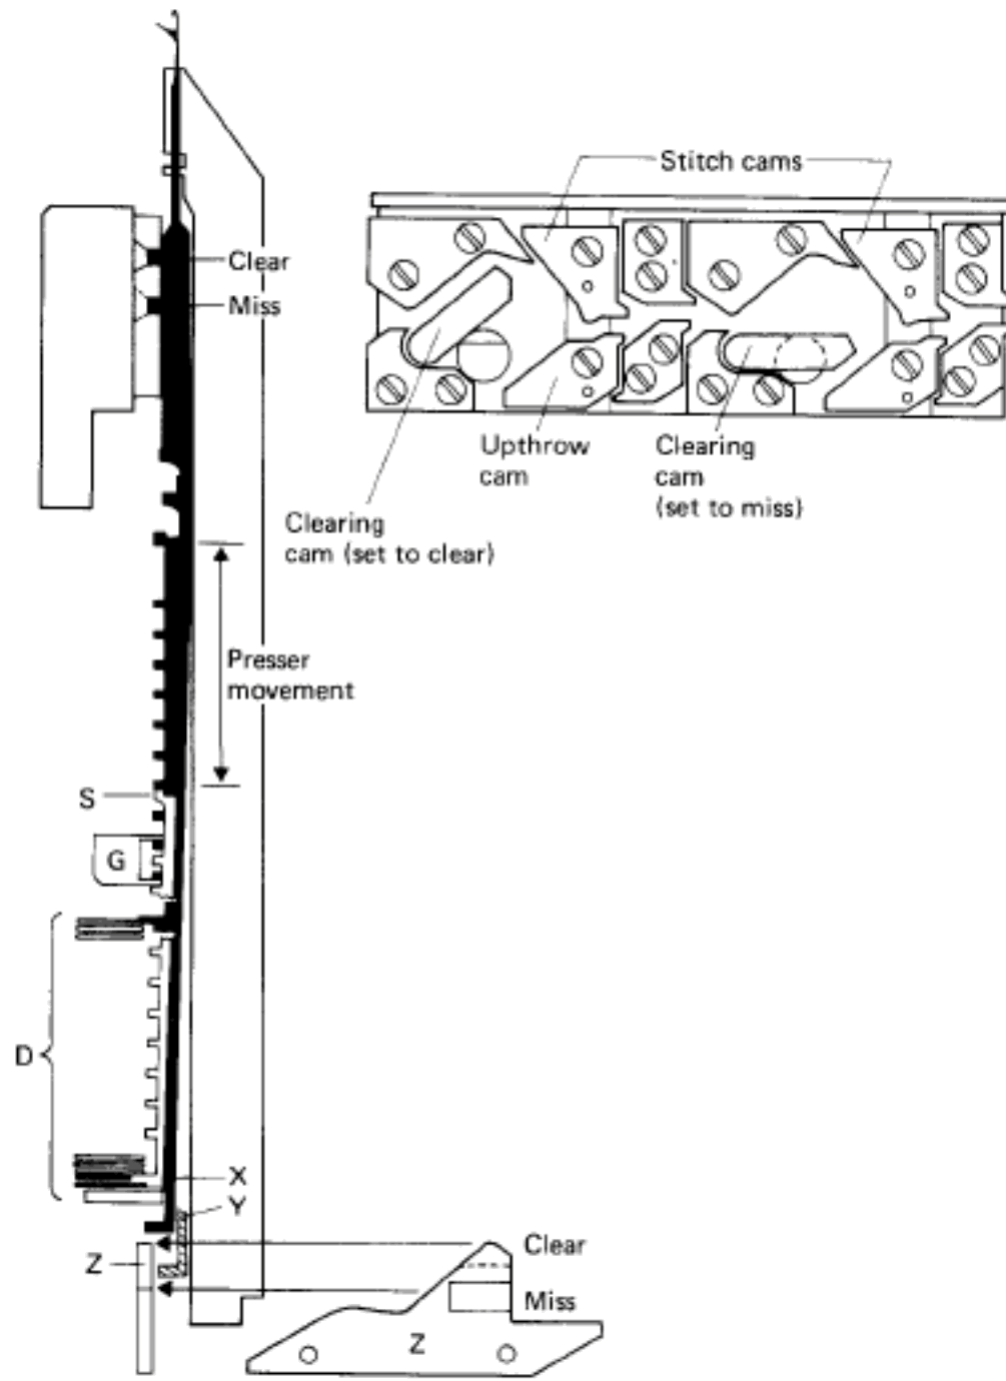 Stitch cams
Clear
Miss
Upthrow
cam
Clearing
cam
(set to miss)
Clearing
cam (set to clear)
Presser
movement
S
G
D
X
Y
Z
Clear
Miss
Z